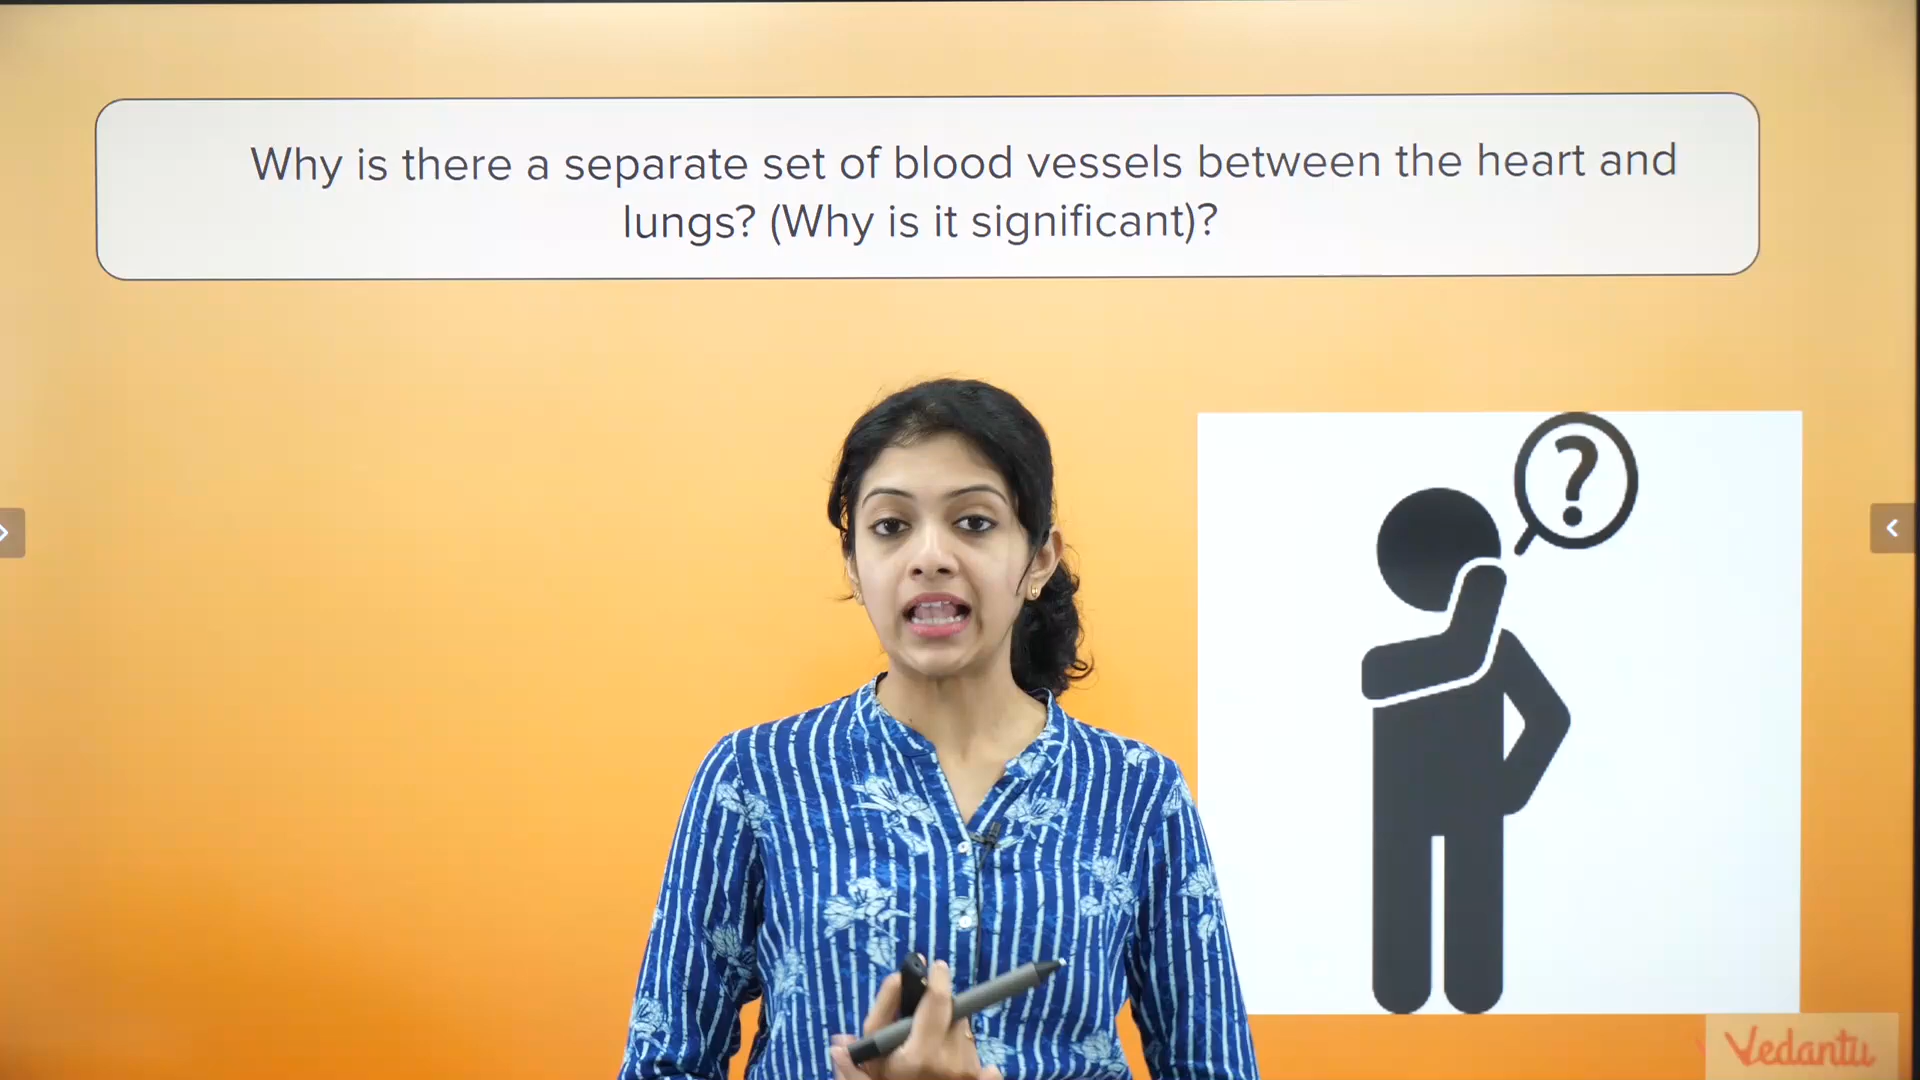 Why is there a separate set of blood vessels between the heart and
lungs? (Why is it significant)?
?
Vedantu